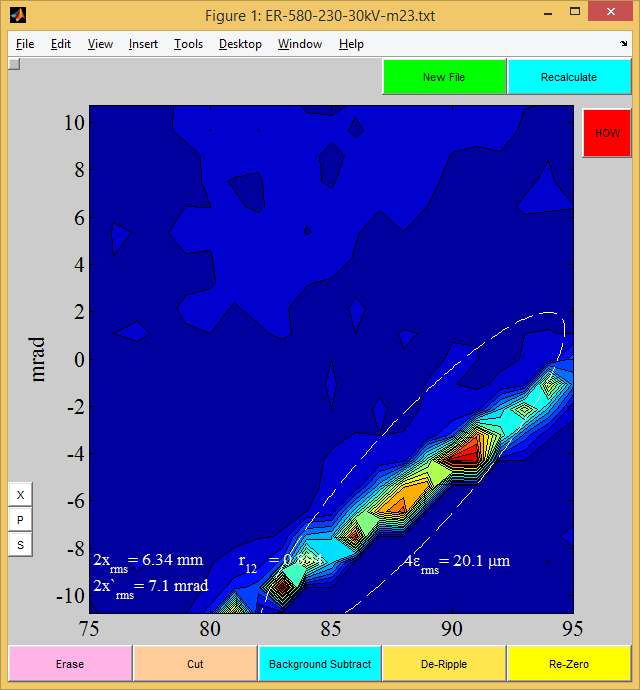 Figure 1: ER-580-230-30kV-m23.txt
File Edit View Insert Tools Desktop Window Help
New File Recalculate
HOW
10
8
6
4
2
0
-2
-4
-6
-8
-10
mrad
X
P
S
2xrms = 6.34 mm r12 = 0.894 4εrms = 20.1 μm
2x`rms = 7.1 mrad
75 80 85 90 95
Erase Cut Background Subtract De-Ripple Re-Zero